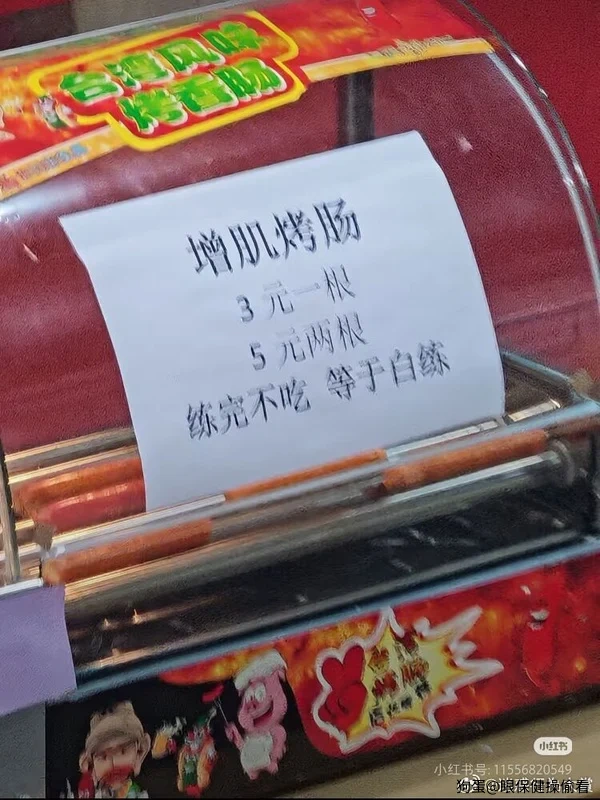 台湾风味
烤香肠
增肌烤肠
3 元一根
5 元两根
练完不吃 等于白练
小红书
小红书号: 11556820549
狗蛋@眼保健操偷看